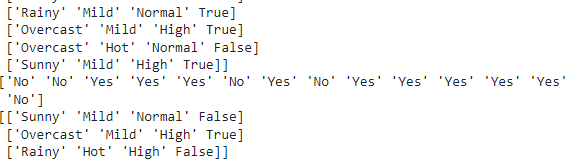 ['Rainy' 'Mild' 'Normal' True]
['Overcast' 'Mild' 'High' True]
['Overcast' 'Hot' 'Normal' False]
['Sunny' 'Mild' 'High' True]]
['No' 'No' 'Yes' 'Yes' 'Yes' 'No' 'Yes' 'No' 'Yes' 'Yes' 'Yes' 'Yes' 'Yes'
'No']
[['Sunny' 'Mild' 'Normal' False]
['Overcast' 'Mild' 'High' True]
['Rainy' 'Hot' 'High' False]]